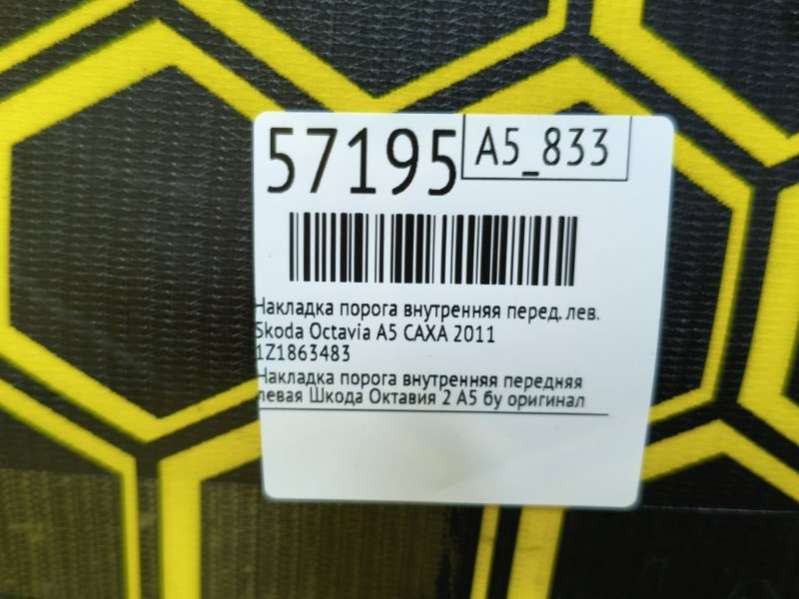 57195
A5_833
Накладка порога внутренняя перед. лев.
Skoda Octavia A5 CAXA 2011
1Z1863483
Накладка порога внутренняя передняя
левая Шкода Октавия 2 А5 бу оригинал